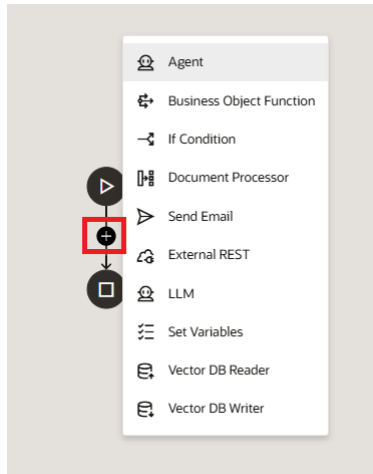 Agent
Business Object Function
If Condition
Document Processor
Send Email
External REST
LLM
Set Variables
Vector DB Reader
Vector DB Writer